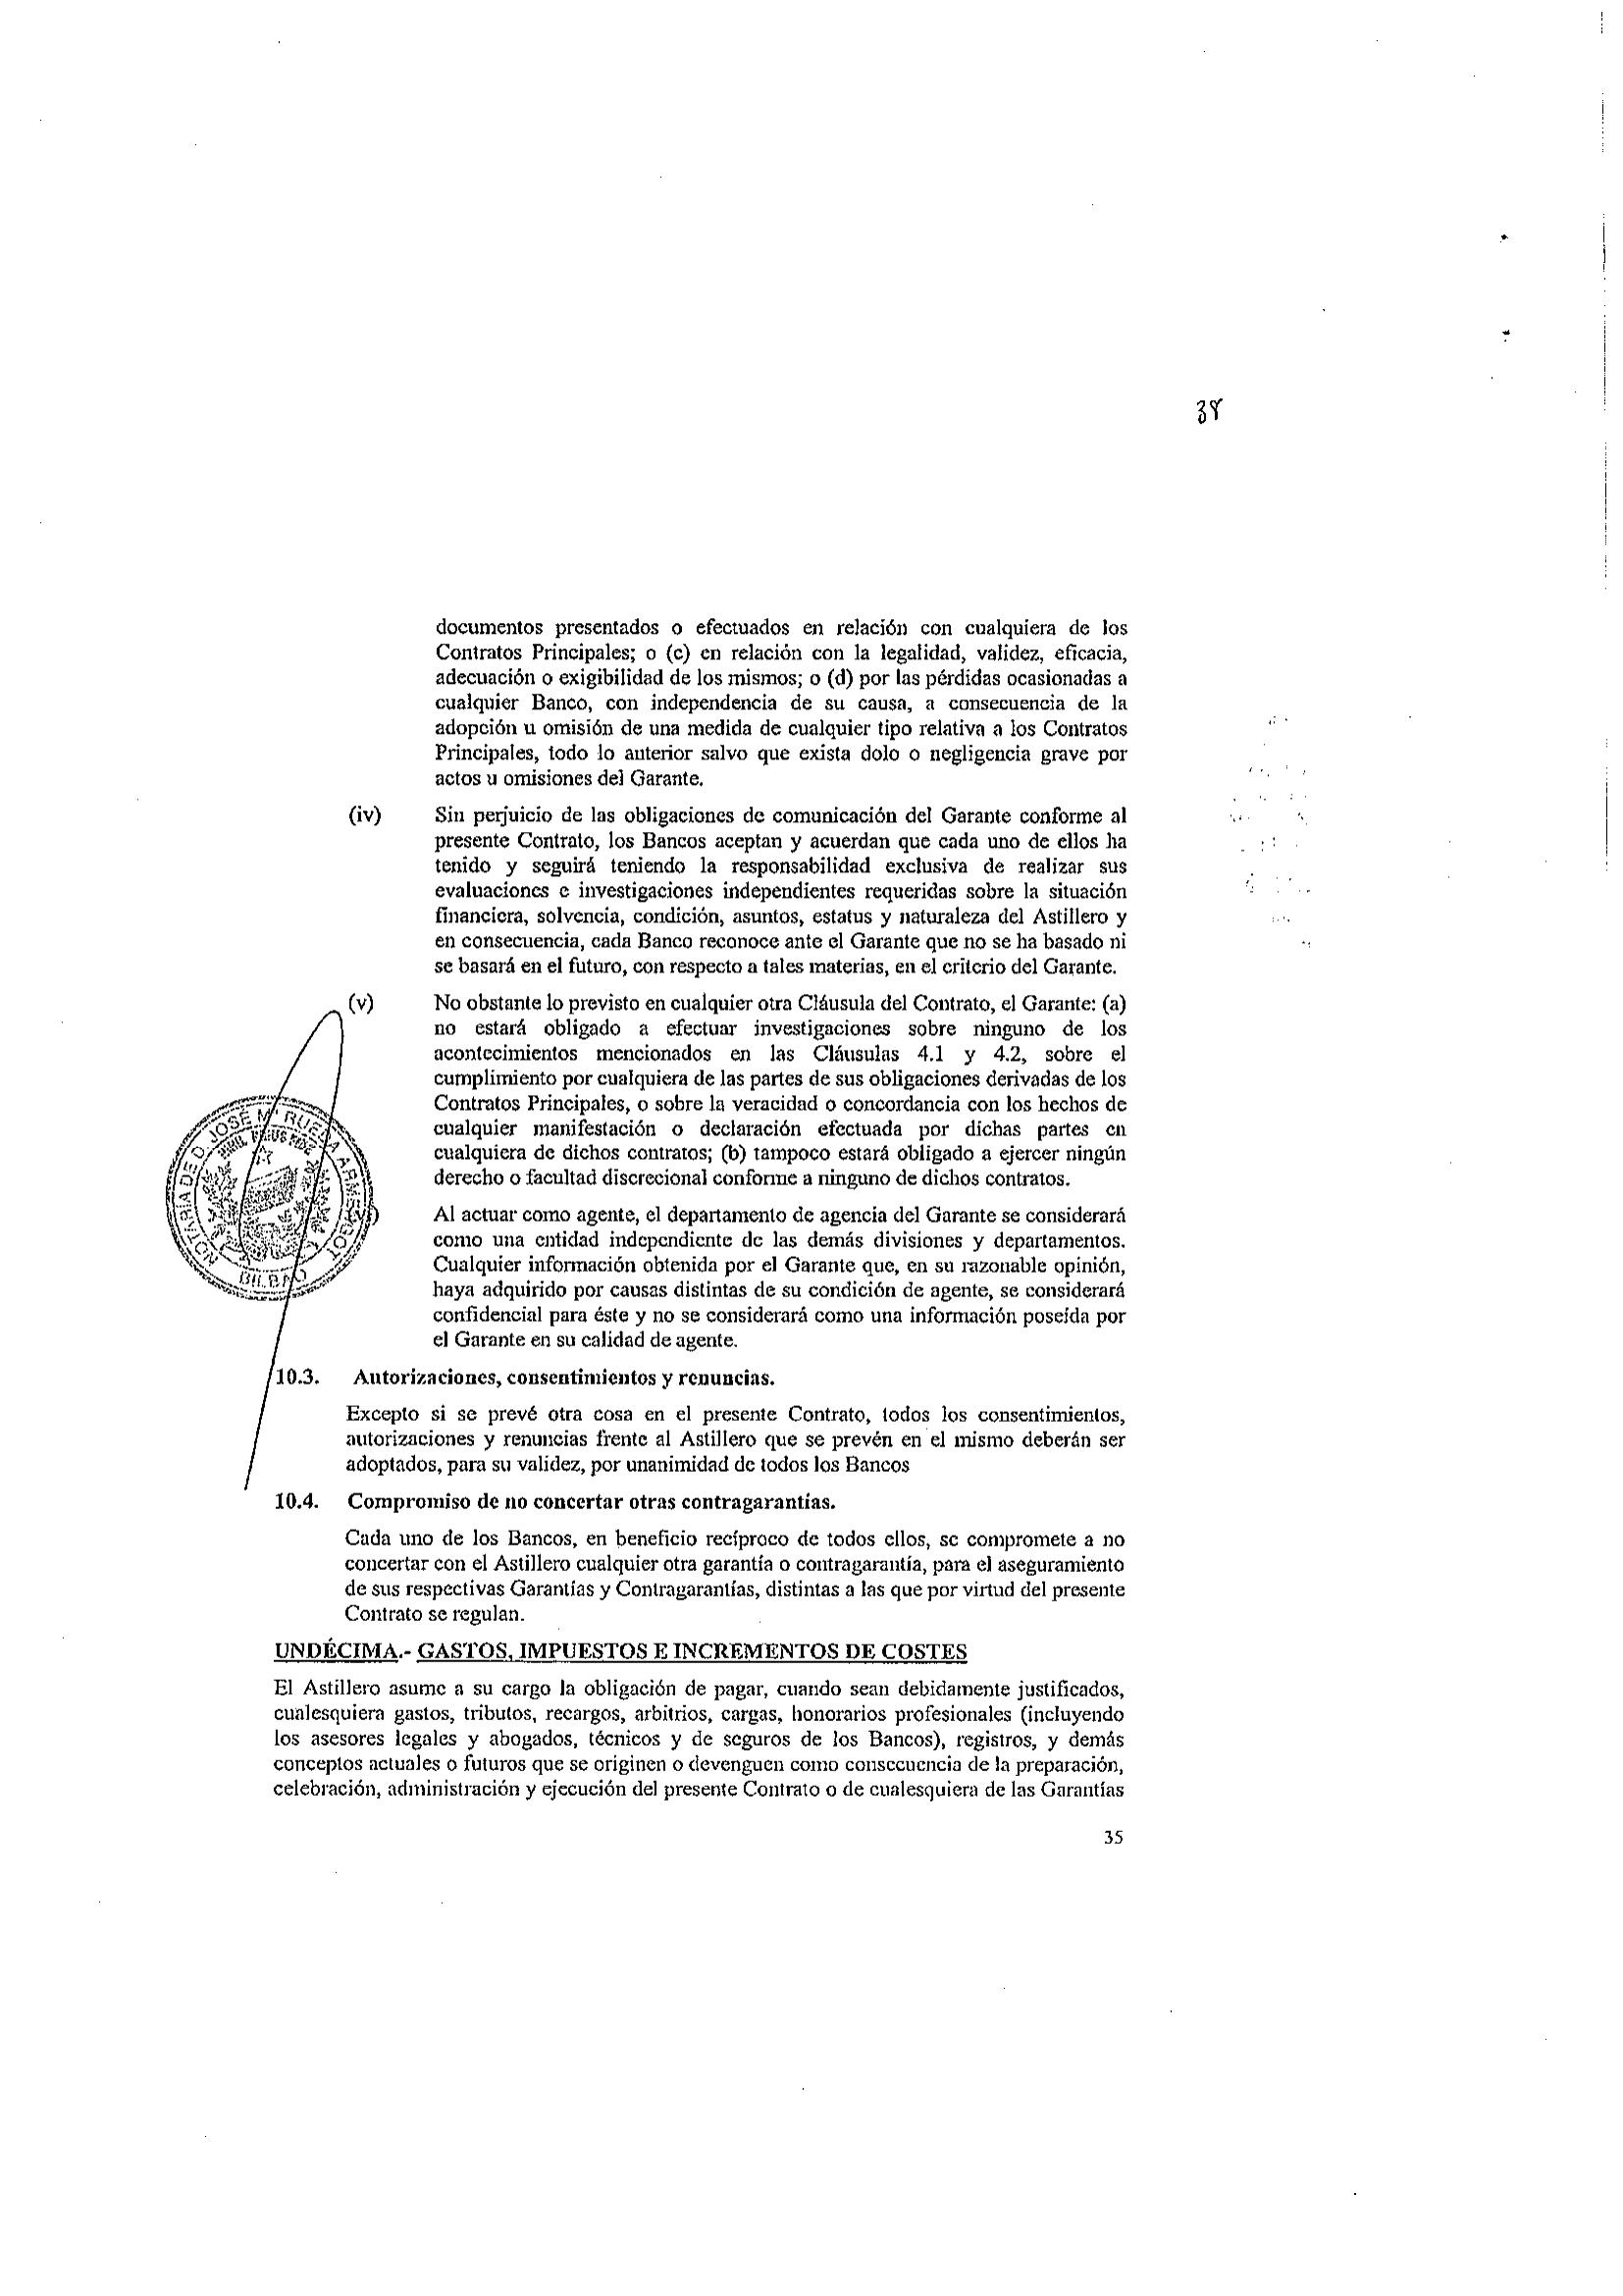 38
documentos presentados o efectuados en relación con cualquiera de los
Contratos Principales; o (c) en relación con la legalidad, validez, eficacia,
adecuación o exigibilidad de los mismos; o (d) por las pérdidas ocasionadas a
cualquier Banco, con independencia de su causa, a consecuencia de la
adopción u omisión de una medida de cualquier tipo relativa a los Contratos
Principales, todo lo anterior salvo que exista dolo o negligencia grave por
actos u omisiones del Garante.
(iv) Sin perjuicio de las obligaciones de comunicación del Garante conforme al
presente Contrato, los Bancos aceptan y acuerdan que cada uno de ellos ha
tenido y seguirá teniendo la responsabilidad exclusiva de realizar sus
evaluaciones e investigaciones independientes requeridas sobre la situación
financiera, solvencia, condición, asuntos, estatus y naturaleza del Astillero y
en consecuencia, cada Banco reconoce ante el Garante que no se ha basado ni
se basará en el futuro, con respecto a tales materias, en el criterio del Garante.
(v) No obstante lo previsto en cualquier otra Cláusula del Contrato, el Garante: (a)
no estará obligado a efectuar investigaciones sobre ninguno de los
acontecimientos mencionados en las Cláusulas 4.1 y 4.2, sobre el
cumplimiento por cualquiera de las partes de sus obligaciones derivadas de los
Contratos Principales, o sobre la veracidad o concordancia con los hechos de
cualquier manifestación o declaración efectuada por dichas partes en
cualquiera de dichos contratos; (b) tampoco estará obligado a ejercer ningún
derecho o facultad discrecional conforme a ninguno de dichos contratos.
NOTARÍA DE D. JOSÉ Mª RUEDA ARMENGOT
BILBAO
Al actuar como agente, el departamento de agencia del Garante se considerará
como una entidad independiente de las demás divisiones y departamentos.
Cualquier información obtenida por el Garante que, en su razonable opinión,
haya adquirido por causas distintas de su condición de agente, se considerará
confidencial para éste y no se considerará como una información poseída por
el Garante en su calidad de agente.
10.3. Autorizaciones, consentimientos y renuncias.
Excepto si se prevé otra cosa en el presente Contrato, todos los consentimientos,
autorizaciones y renuncias frente al Astillero que se prevén en el mismo deberán ser
adoptados, para su validez, por unanimidad de todos los Bancos
10.4. Compromiso de no concertar otras contragarantías.
Cada uno de los Bancos, en beneficio recíproco de todos ellos, se compromete a no
concertar con el Astillero cualquier otra garantía o contragarantía, para el aseguramiento
de sus respectivas Garantías y Contragarantías, distintas a las que por virtud del presente
Contrato se regulan.
UNDÉCIMA.- GASTOS, IMPUESTOS E INCREMENTOS DE COSTES
El Astillero asume a su cargo la obligación de pagar, cuando sean debidamente justificados,
cualesquiera gastos, tributos, recargos, arbitrios, cargas, honorarios profesionales (incluyendo
los asesores legales y abogados, técnicos y de seguros de los Bancos), registros, y demás
conceptos actuales o futuros que se originen o devenguen como consecuencia de la preparación,
celebración, administración y ejecución del presente Contrato o de cualesquiera de las Garantías
35